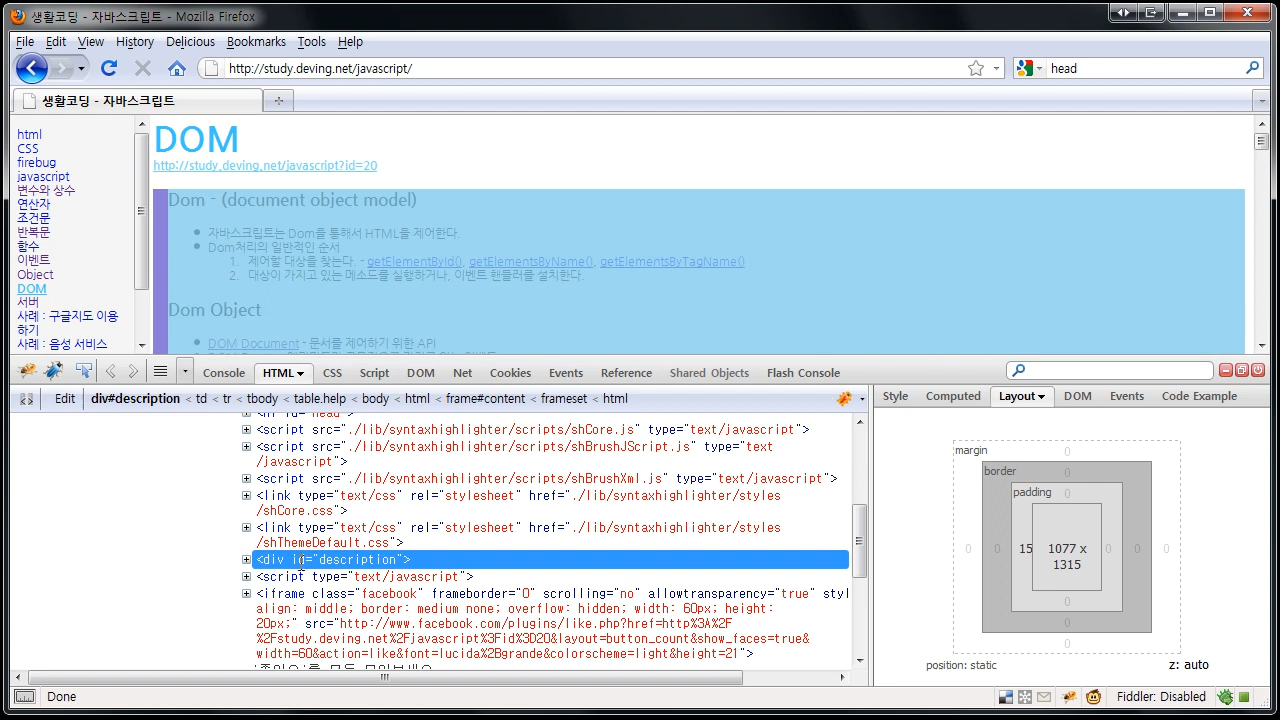 생활코딩 - 자바스크립트 - Mozilla Firefox
File Edit View History Delicious Bookmarks Tools Help
http://study.deving.net/javascript/
head
생활코딩 - 자바스크립트
html
CSS
firebug
javascript
변수와 상수
연산자
조건문
반복문
함수
이벤트
Object
DOM
서버
사례 : 구글지도 이용
하기
사례 : 음성 서비스
DOM
http://study.deving.net/javascript?id=20
Dom - (document object model)
자바스크립트는 Dom을 통해서 HTML을 제어한다.
Dom처리의 일반적인 순서
1. 제어할 대상을 찾는다. - getElementById(), getElementsByName(), getElementsByTagName()
2. 대상이 가지고 있는 메소드를 실행하거나, 이벤트 핸들러를 설치한다.
Dom Object
DOM Document - 문서를 제어하기 위한 API
Console HTML CSS Script DOM Net Cookies Events Reference Shared Objects Flash Console
Edit div#description < td < tr < tbody < table.help < body < html < frame#content < frameset < html
<script src="./lib/syntaxhighlighter/scripts/shCore.js" type="text/javascript">
<script src="./lib/syntaxhighlighter/scripts/shBrushJScript.js" type="text
/javascript">
<script src="./lib/syntaxhighlighter/scripts/shBrushXml.js" type="text/javascript">
<link type="text/css" rel="stylesheet" href="./lib/syntaxhighlighter/styles
/shCore.css">
<link type="text/css" rel="stylesheet" href="./lib/syntaxhighlighter/styles
/shThemeDefault.css">
<div id="description">
<script type="text/javascript">
<iframe class="facebook" frameborder="0" scrolling="no" allowtransparency="true" styl
align: middle; border: medium none; overflow: hidden; width: 60px; height:
20px;" src="http://www.facebook.com/plugins/like.php?href=http%3A%2F
%2Fstudy.deving.net%2Fjavascript%3Fid%3D20&layout=button_count&show_faces=true&
width=60&action=like&font=lucida%2Bgrande&colorscheme=light&height=21">
Style Computed Layout DOM Events Code Example
margin 0
border 0
padding 0
0 0 15 1077 x 0 0 0
1315
0
0
0
position: static z: auto
Done
Fiddler: Disabled